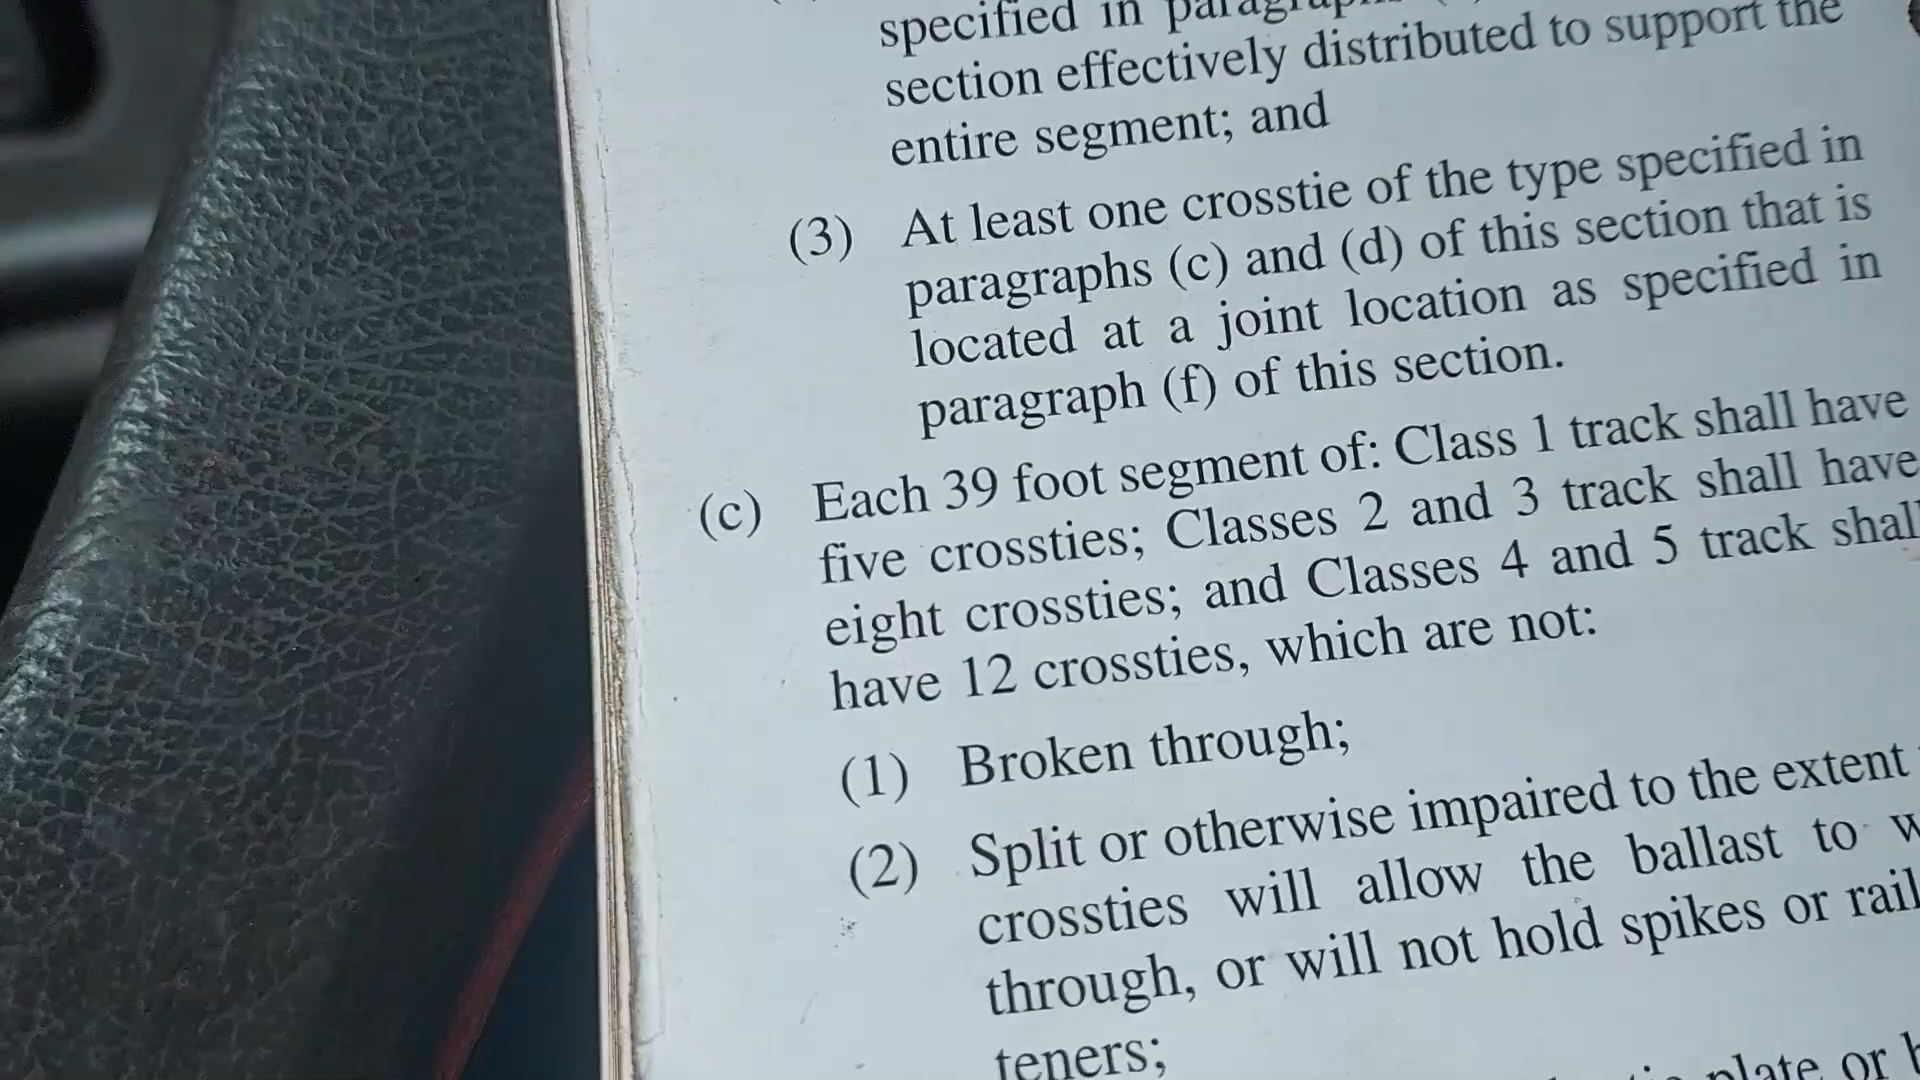 specified in
section effectively distributed to support the
entire segment; and
(3) At least one crosstie of the type specified in
paragraphs (c) and (d) of this section that is
located at a joint location as specified in
paragraph (f) of this section.
(c) Each 39 foot segment of: Class 1 track shall have
five crossties; Classes 2 and 3 track shall have
eight crossties; and Classes 4 and 5 track shall
have 12 crossties, which are not:
(1) Broken through;
(2) Split or otherwise impaired to the extent
crossties will allow the ballast to
through, or will not hold spikes or rail
teners;
plate or